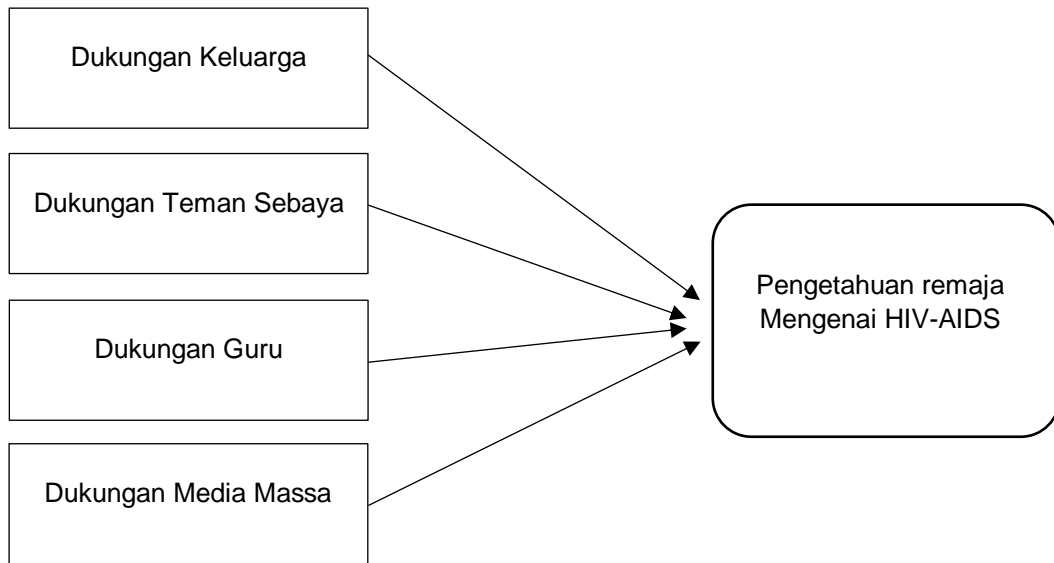 Dukungan Keluarga
Dukungan Teman Sebaya
Dukungan Guru
Dukungan Media Massa
Pengetahuan remaja
Mengenai HIV-AIDS